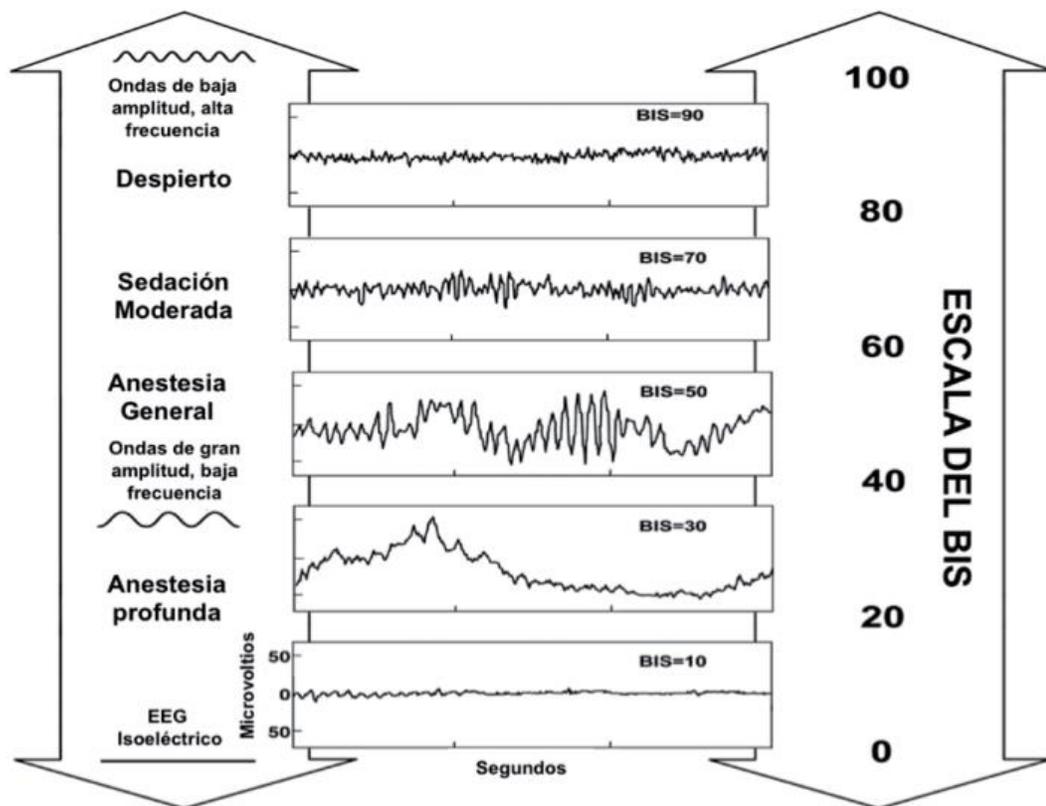 Ondas de baja
amplitud, alta
frecuencia
Despierto
Sedación
Moderada
Anestesia
General
Ondas de gran
amplitud, baja
frecuencia
Anestesia
profunda
EEG
Isoeléctrico
BIS=90
BIS=70
BIS=50
BIS=30
BIS=10
Microvoltios
50
0
50
Segundos
100
80
60
40
20
0
ESCALA DEL BIS